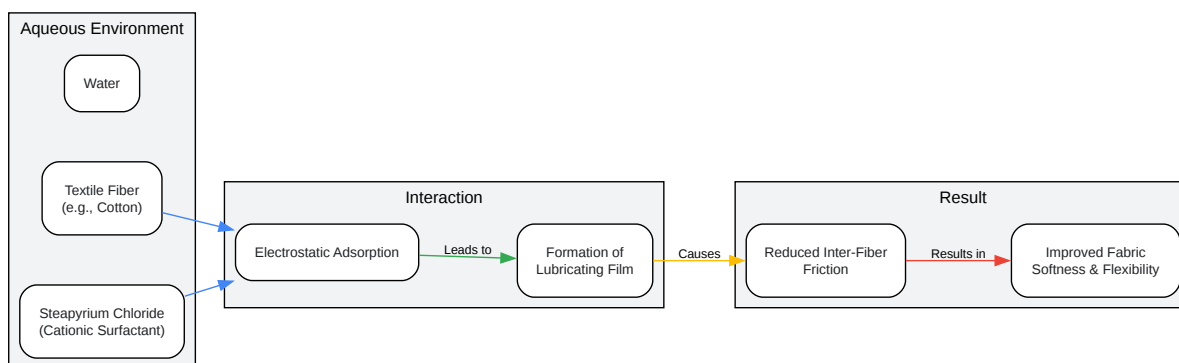 Aqueous Environment
Water
Textile Fiber
(e.g., Cotton)
Steapyrium Chloride
(Cationic Surfactant)
Interaction
Electrostatic Adsorption
Leads to
Formation of
Lubricating Film
Causes
Result
Reduced Inter-Fiber
Friction
Results in
Improved Fabric
Softness & Flexibility